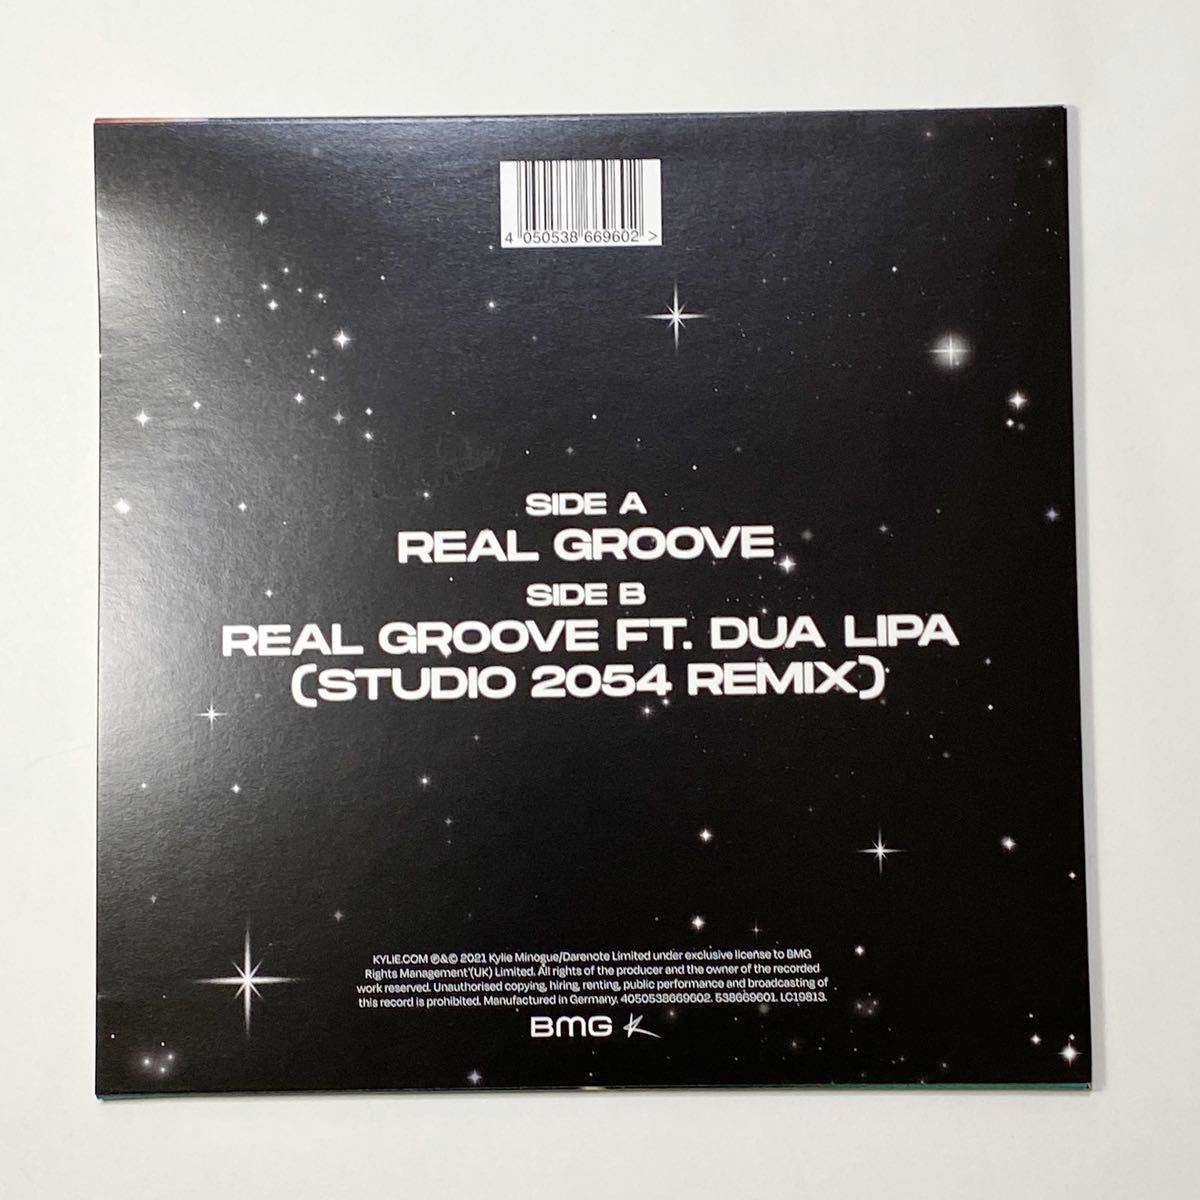 4 050538 669602 >
SIDE A
REAL GROOVE
SIDE B
REAL GROOVE FT. DUA LIPA
(STUDIO 2054 REMIX)
KYLIE.COM ℗&© 2021 Kylie Minogue/Darenote Limited under exclusive license to BMG
Rights Management (UK) Limited. All rights of the producer and the owner of the recorded
work reserved. Unauthorised copying, hiring, renting, public performance and broadcasting of
this record is prohibited. Manufactured in Germany. 4050538669602. 538669601. LC19813.
BMG K